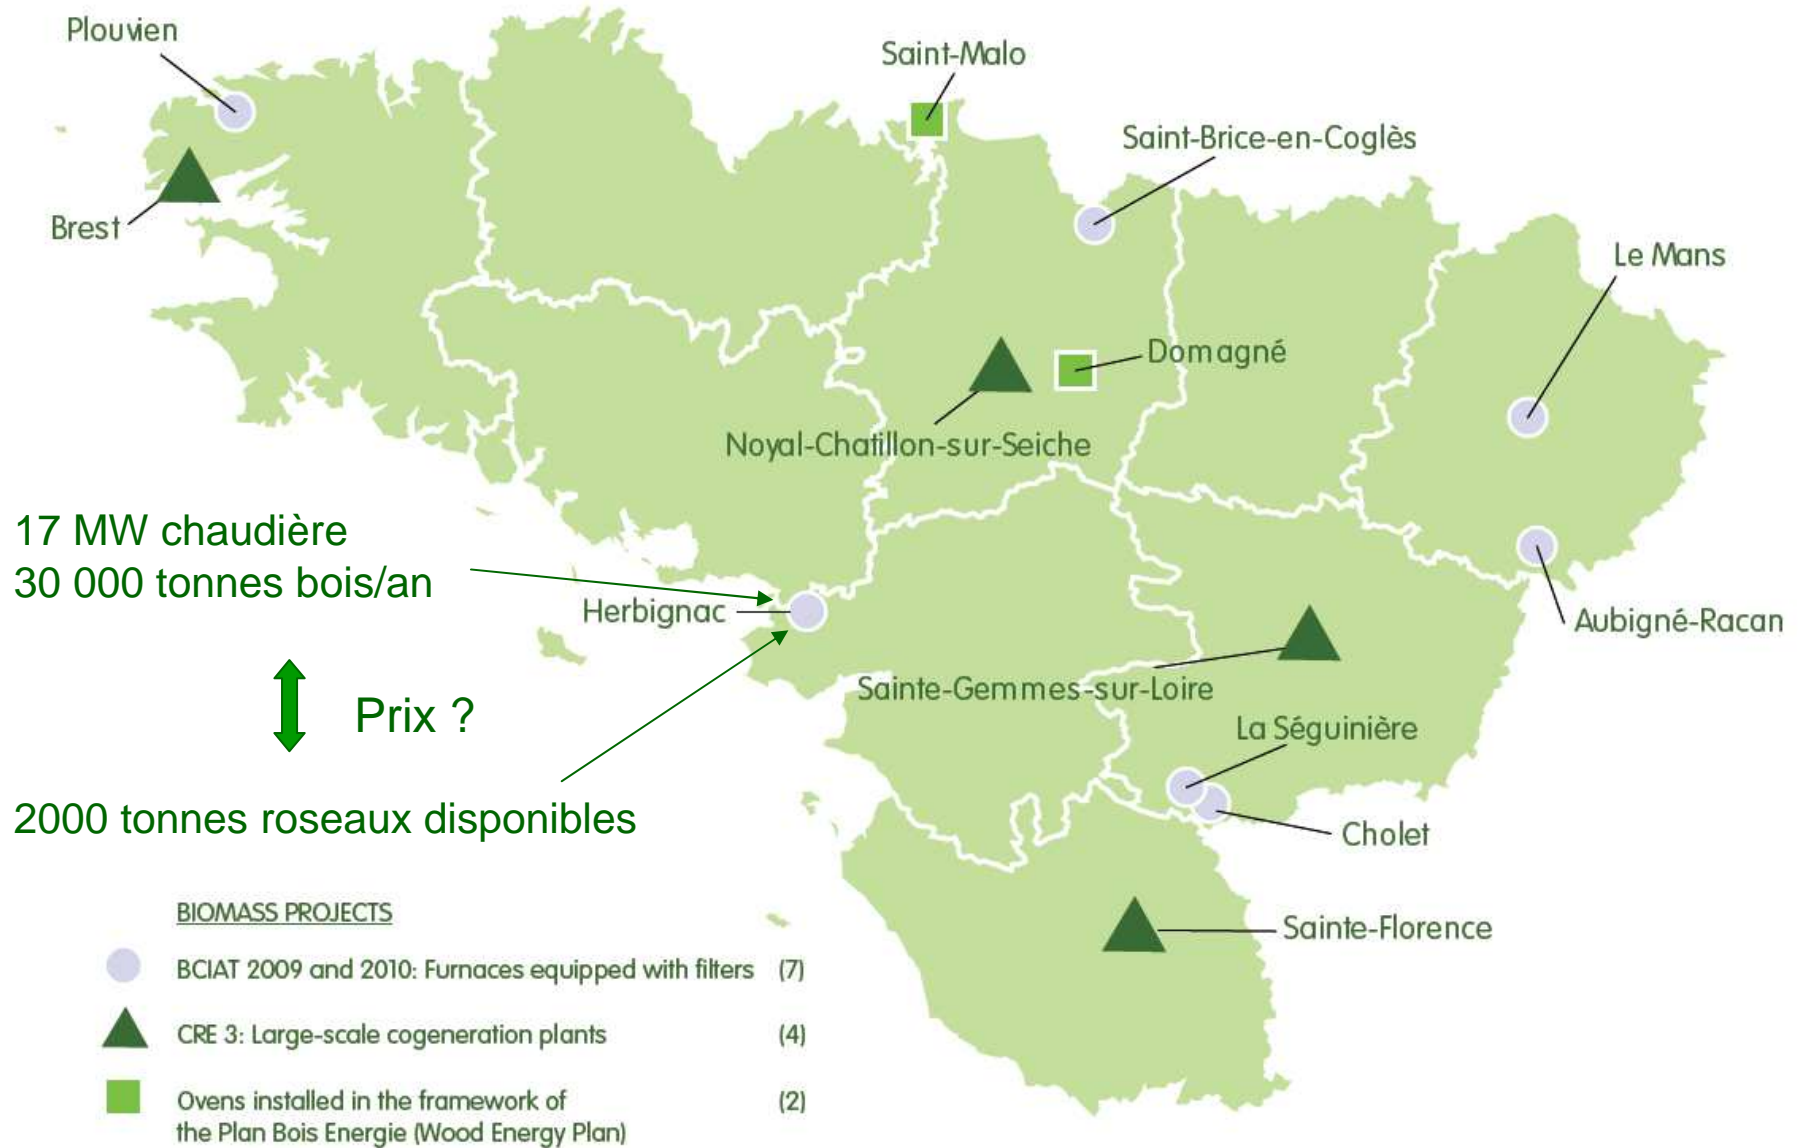 Plouvien
Saint-Malo
Saint-Brice-en-Coglès
Brest
Le Mans
Domagné
Noyal-Chatillon-sur-Seiche
17 MW chaudière
30 000 tonnes bois/an
Herbignac
Aubigné-Racan
Sainte-Gemmes-sur-Loire
Prix ?
La Séguinière
2000 tonnes roseaux disponibles
Cholet
Sainte-Florence
BIOMASS PROJECTS
BCIAT 2009 and 2010: Furnaces equipped with filters (7)
CRE 3: Large-scale cogeneration plants (4)
Ovens installed in the framework of (2)
the Plan Bois Energie (Wood Energy Plan)